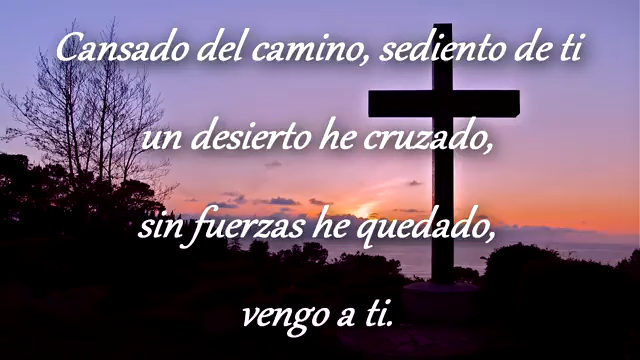 Cansado del camino, sediento de ti
un desierto he cruzado,
sin fuerzas he quedado,
vengo a ti.